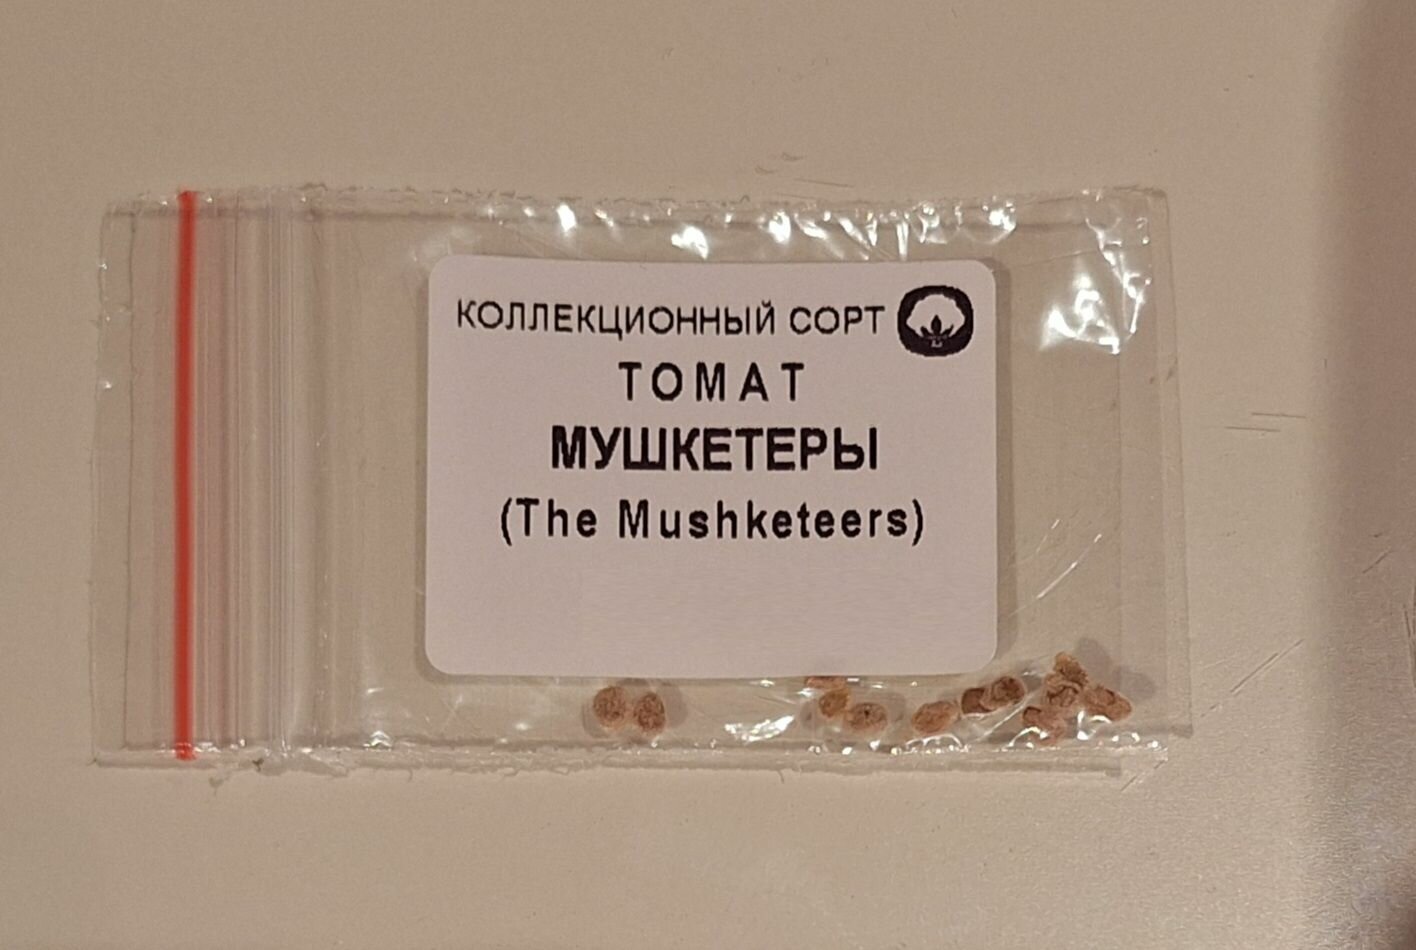 КОЛЛЕКЦИОННЫЙ СОРТ
ТОМАТ
МУШКЕТЕРЫ
(The Mushketeers)